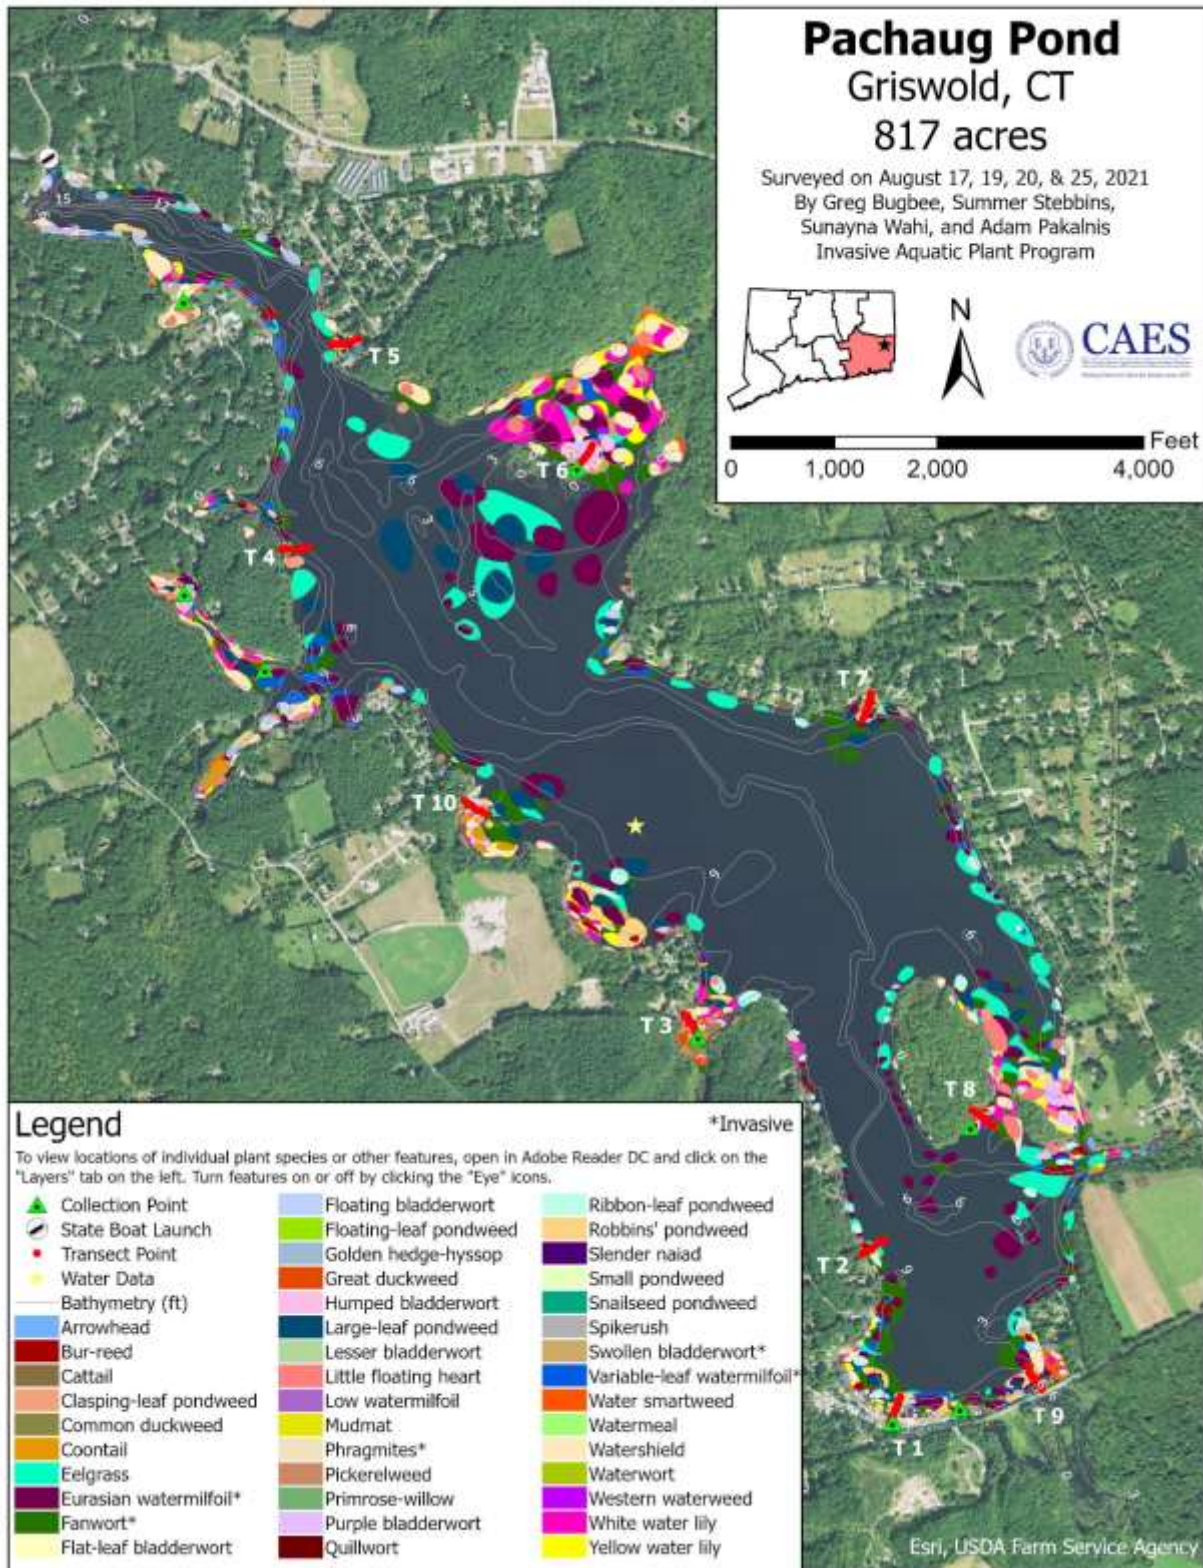 Pachaug Pond
Griswold, CT
817 acres
Surveyed on August 17, 19, 20, & 25, 2021
By Greg Bugbee, Summer Stebbins,
Sunayna Wahi, and Adam Pakalnis
Invasive Aquatic Plant Program
N
CAES
Feet
0 1,000 2,000 4,000
15
T 5
T 6
T 4
T 7
T 10
T 3
T 8
T 2
T 9
T 1
Legend
*Invasive
To view locations of individual plant species or other features, open in Adobe Reader DC and click on the
"Layers" tab on the left. Turn features on or off by clicking the "Eye" icons.
Collection Point
State Boat Launch
Transect Point
Water Data
Bathymetry (ft)
Arrowhead
Bur-reed
Cattail
Clasping-leaf pondweed
Common duckweed
Coontail
Eelgrass
Eurasian watermilfoil*
Fanwort*
Flat-leaf bladderwort
Floating bladderwort
Floating-leaf pondweed
Golden hedge-hyssop
Great duckweed
Humped bladderwort
Large-leaf pondweed
Lesser bladderwort
Little floating heart
Low watermilfoil
Mudmat
Phragmites*
Pickerelweed
Primrose-willow
Purple bladderwort
Quillwort
Ribbon-leaf pondweed
Robbins' pondweed
Slender naiad
Small pondweed
Snailseed pondweed
Spikerush
Swollen bladderwort*
Variable-leaf watermilfoil*
Water smartweed
Watermeal
Watershield
Waterwort
Western waterweed
White water lily
Yellow water lily
Esri, USDA Farm Service Agency